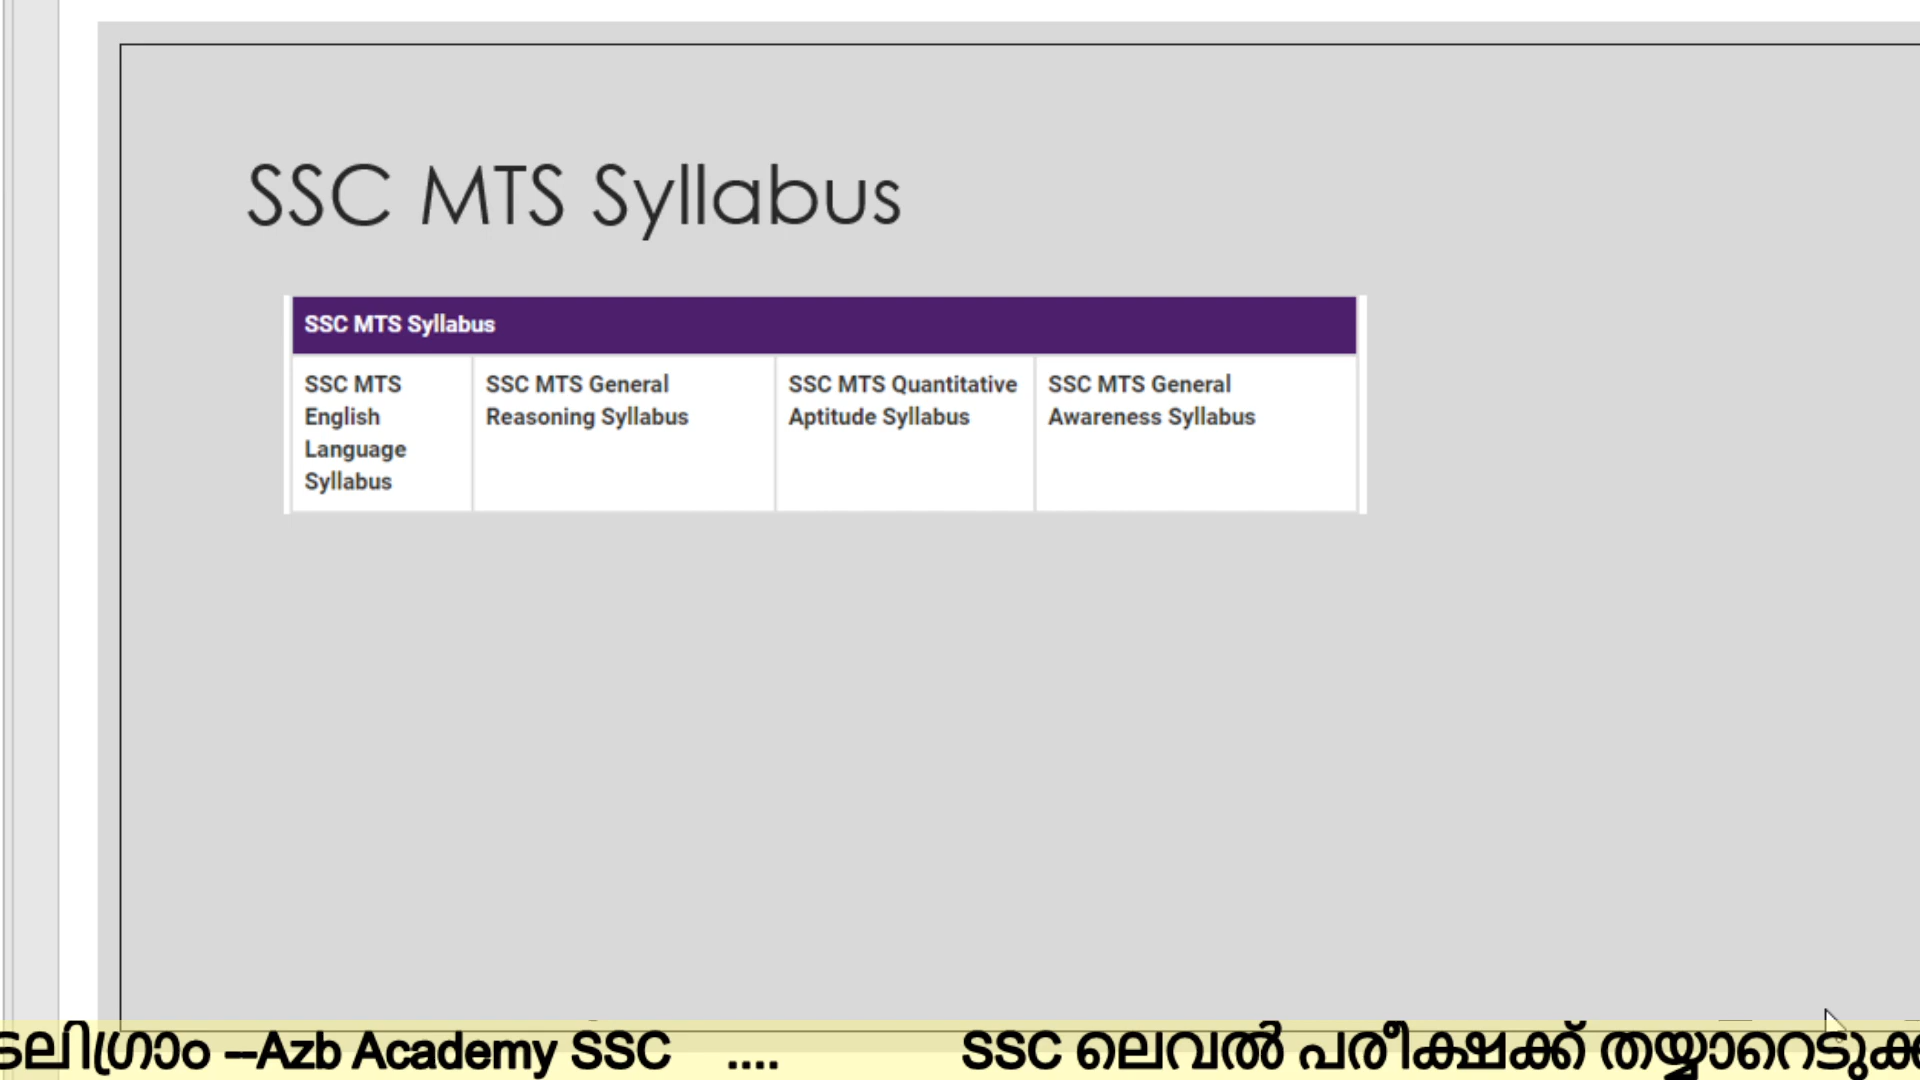 SSC MTS Syllabus
SSC MTS Syllabus
SSC MTS
English
Language
Syllabus
SSC MTS General
Reasoning Syllabus
SSC MTS Quantitative
Aptitude Syllabus
SSC MTS General
Awareness Syllabus
ടെലിഗ്രാം --Azb Academy SSC .... SSC ലെവൽ പരീക്ഷക്ക്